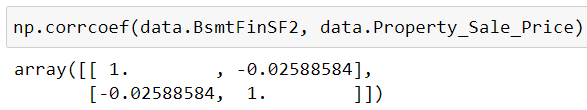 np.corrcoef(data.BsmtFinSF2, data.Property_Sale_Price)
array([[ 1.        , -0.02588584],
       [-0.02588584,  1.        ]])